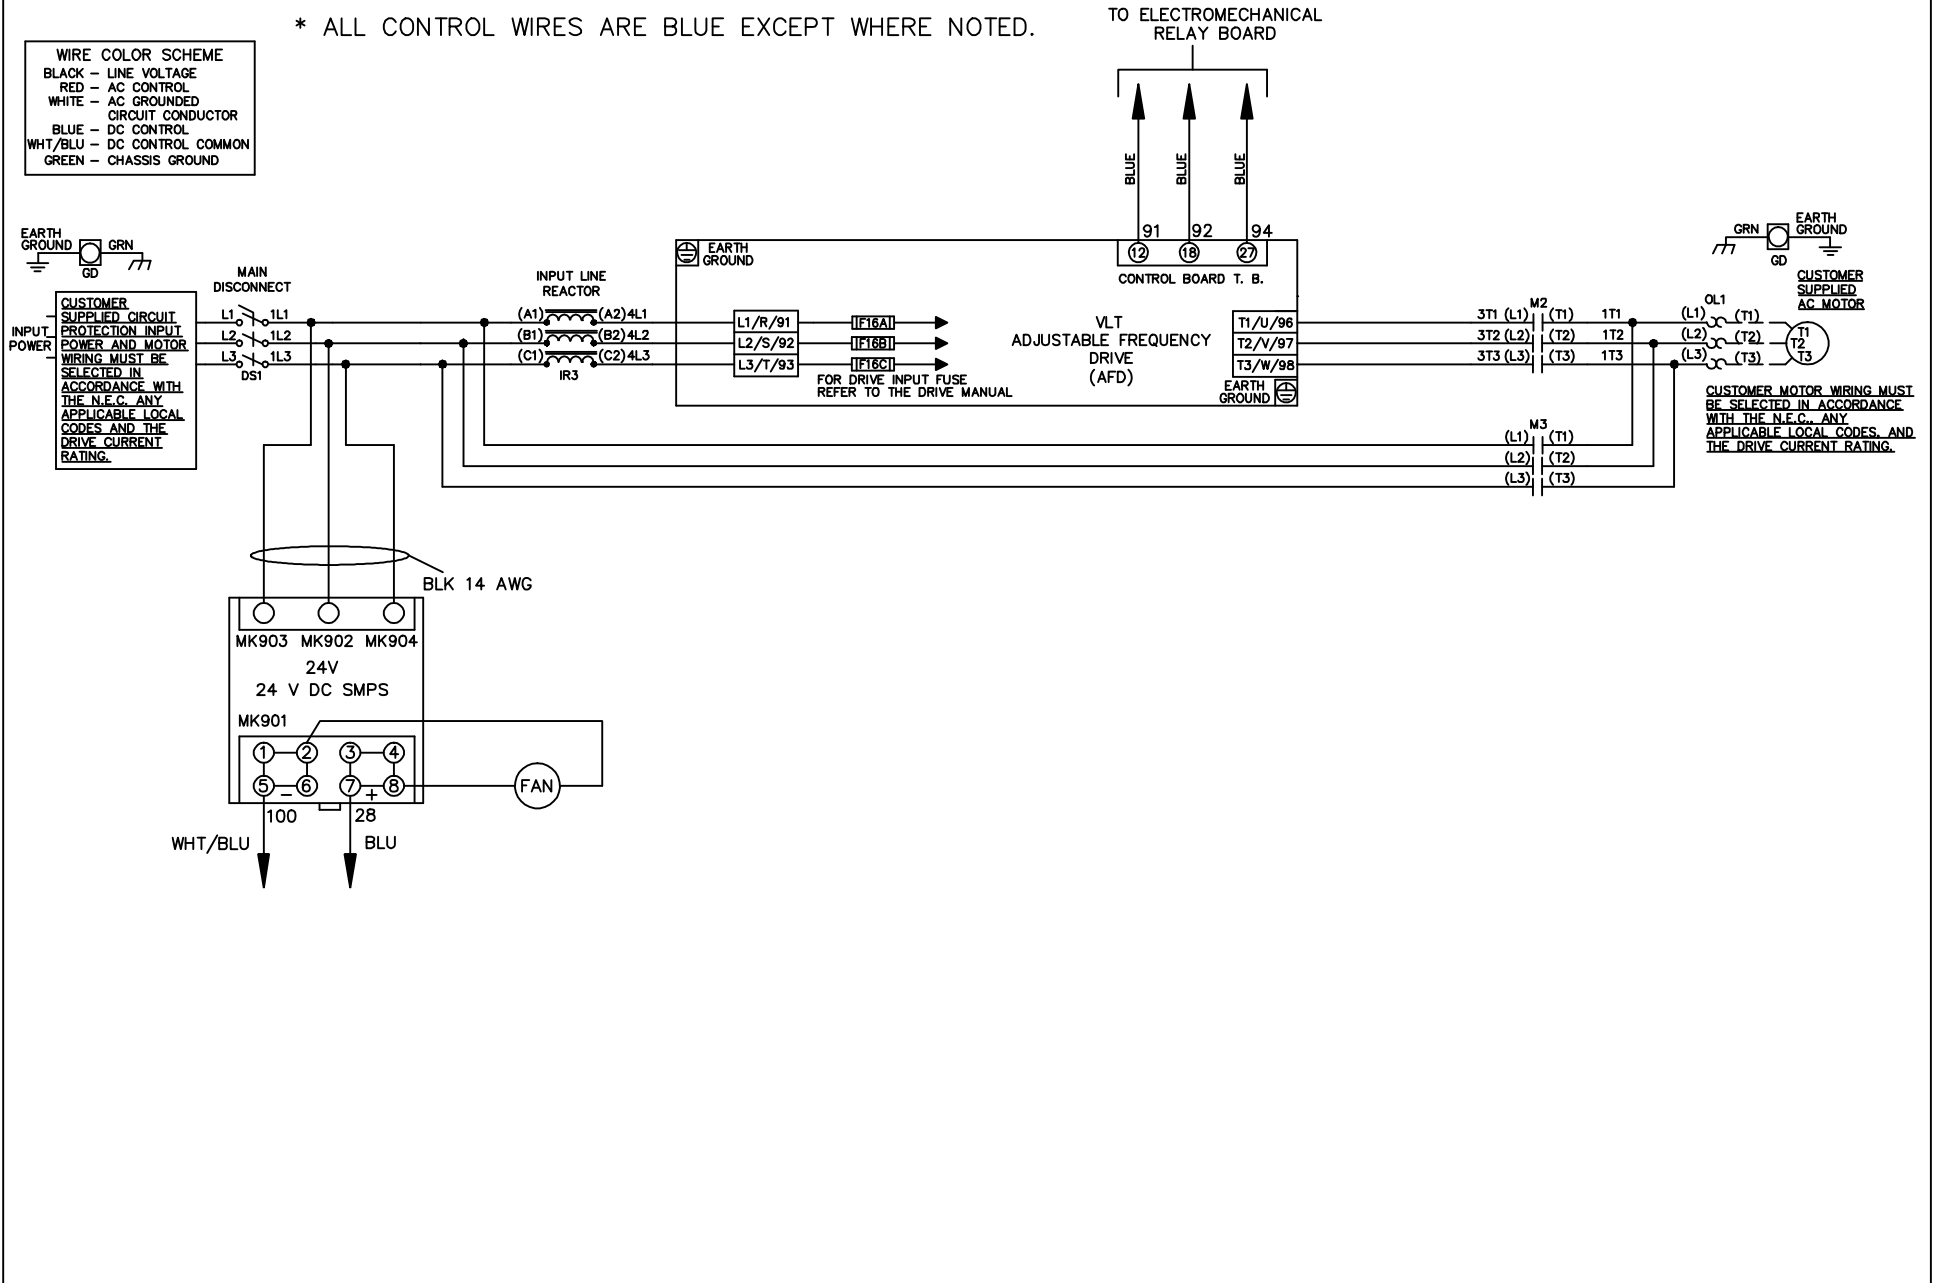 * ALL CONTROL WIRES ARE BLUE EXCEPT WHERE NOTED.
TO ELECTROMECHANICAL
RELAY BOARD
WIRE COLOR SCHEME
BLACK – LINE VOLTAGE
RED – AC CONTROL
WHITE – AC GROUNDED
CIRCUIT CONDUCTOR
BLUE – DC CONTROL
WHT/BLU – DC CONTROL COMMON
GREEN – CHASSIS GROUND
BLUE
BLUE
BLUE
91
92
94
12
18
27
CONTROL BOARD T. B.
EARTH
GROUND
GRN
GD
INPUT
POWER
CUSTOMER
SUPPLIED CIRCUIT
PROTECTION INPUT
POWER AND MOTOR
WIRING MUST BE
SELECTED IN
ACCORDANCE WITH
THE N.E.C. ANY
APPLICABLE LOCAL
CODES AND THE
DRIVE CURRENT
RATING.
MAIN
DISCONNECT
L1 1L1
L2 1L2
L3 1L3
DS1
INPUT LINE
REACTOR
(A1) (A2)4L1
(B1) (B2)4L2
(C1) (C2)4L3
IR3
EARTH
GROUND
L1/R/91
L2/S/92
L3/T/93
F16A
F16B
F16C
FOR DRIVE INPUT FUSE
REFER TO THE DRIVE MANUAL
VLT
ADJUSTABLE FREQUENCY
DRIVE
(AFD)
T1/U/96
T2/V/97
T3/W/98
EARTH
GROUND
M2
3T1 (L1) (T1) 1T1
3T2 (L2) (T2) 1T2
3T3 (L3) (T3) 1T3
M3
(L1) (T1)
(L2) (T2)
(L3) (T3)
OL1
(L1) (T1)
(L2) (T2)
(L3) (T3)
T1
T2
T3
GRN
EARTH
GROUND
GD
CUSTOMER
SUPPLIED
AC MOTOR
CUSTOMER MOTOR WIRING MUST
BE SELECTED IN ACCORDANCE
WITH THE N.E.C., ANY
APPLICABLE LOCAL CODES, AND
THE DRIVE CURRENT RATING.
BLK 14 AWG
MK903 MK902 MK904
24V
24 V DC SMPS
MK901
1 2 3 4
5 – 6 7 + 8
FAN
100 28
WHT/BLU BLU